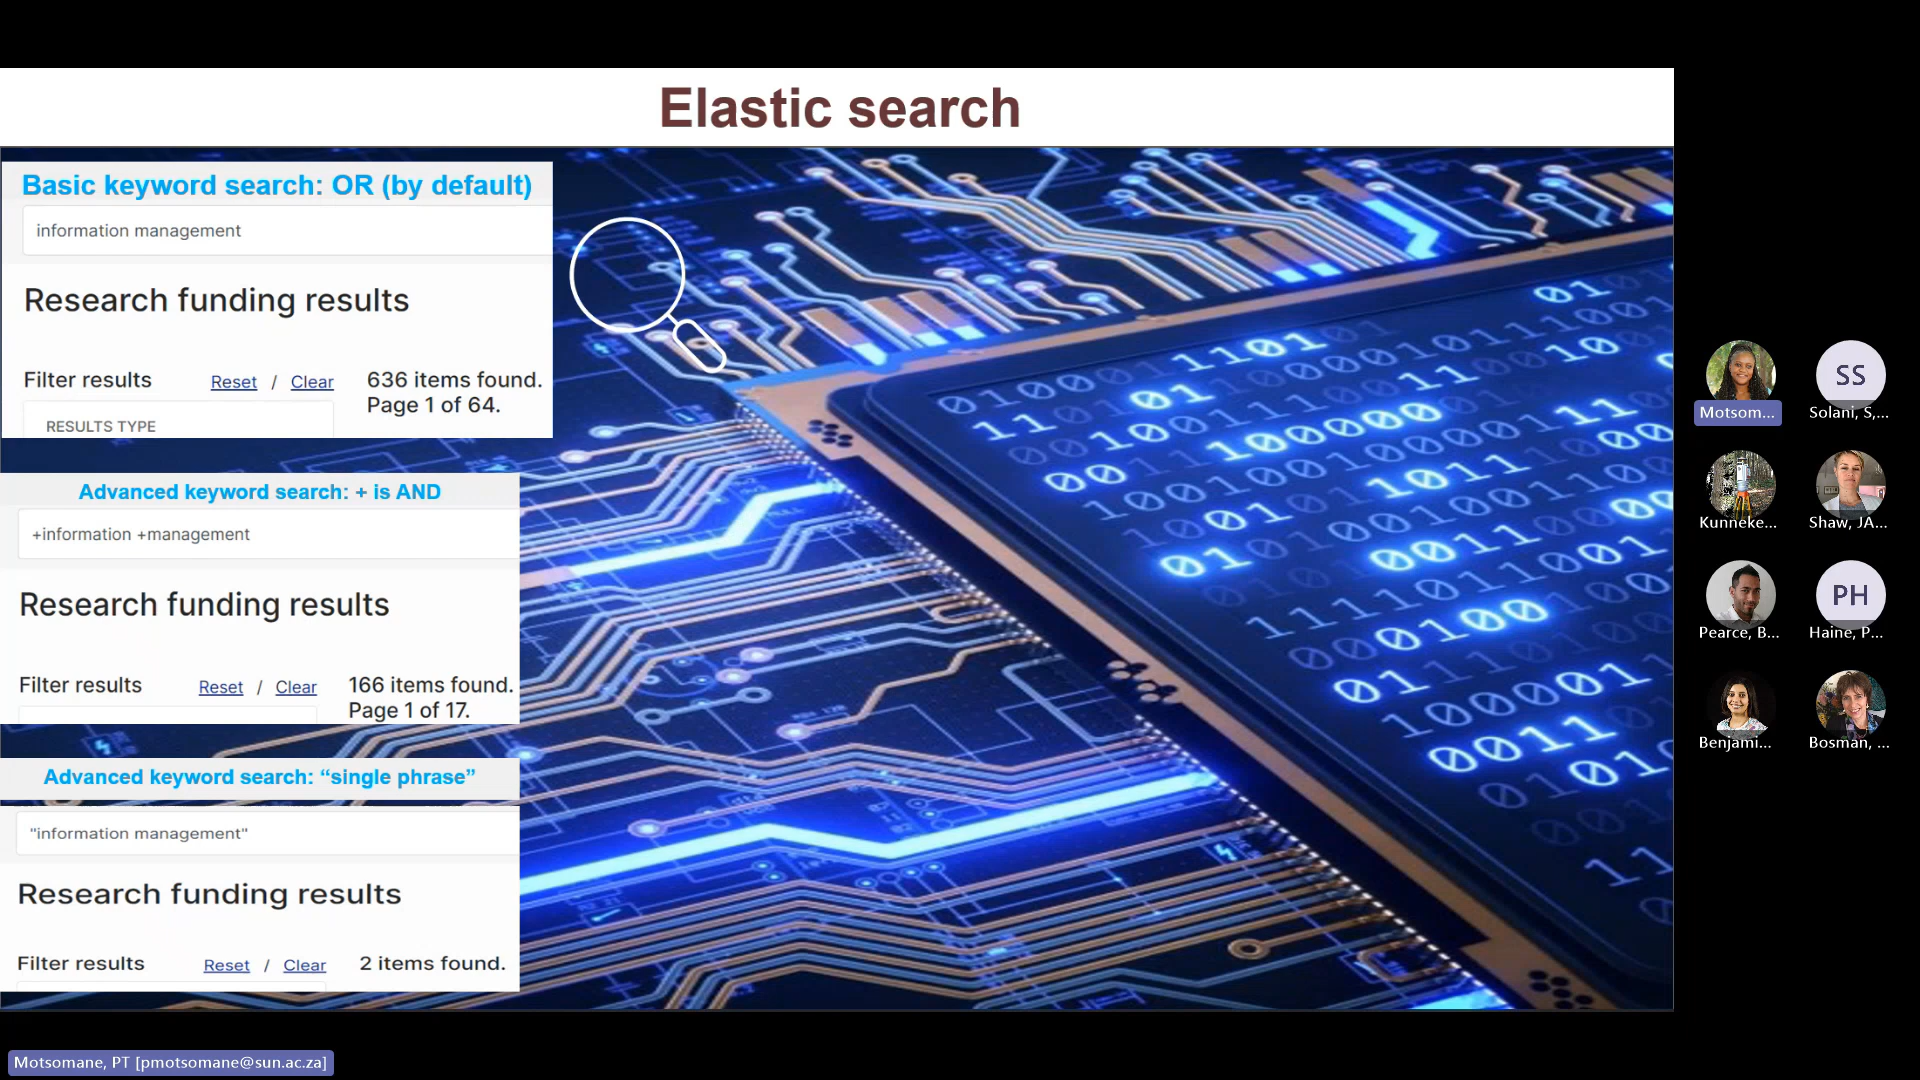 Elastic search
Basic keyword search: OR (by default)
information management
Research funding results
Filter results Reset / Clear 636 items found.
Page 1 of 64.
RESULTS TYPE
Advanced keyword search: + is AND
+information +management
Research funding results
Filter results Reset / Clear 166 items found.
Page 1 of 17.
Advanced keyword search: “single phrase”
"information management"
Research funding results
Filter results Reset / Clear 2 items found.
SS
Motsom... Solani, S,...
Kunneke... Shaw, JA...
PH
Pearce, B... Haine, P...
Benjami... Bosman, ...
Motsomane, PT [pmotsomane@sun.ac.za]